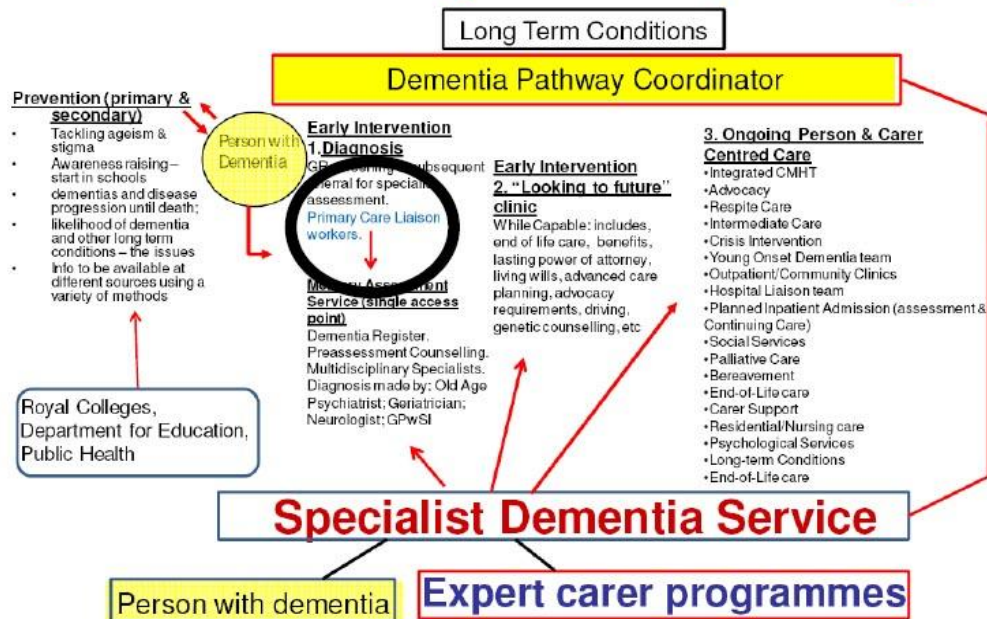 Long Term Conditions
Dementia Pathway Coordinator
Prevention (primary &
secondary)
• Tackling ageism &
stigma
• Awareness raising –
start in schools
• dementias and disease
progression until death;
• likelihood of dementia
and other long term
conditions – the issues
• Info to be available at
different sources using a
variety of methods
Royal Colleges,
Department for Education,
Public Health
Person with
Dementia
Early Intervention
1. Diagnosis
subsequent
for
assessment.
Primary Care Liaison
workers.
Service (single access
point)
Dementia Register.
Preassessment Counselling.
Multidisciplinary Specialists.
Diagnosis made by: Old Age
Psychiatrist; Geriatrician;
Neurologist; GPwSI
Early Intervention
2. "Looking to future"
clinic
While Capable: includes,
end of life care, benefits,
lasting power of attorney,
living wills, advanced care
planning, advocacy
requirements, driving,
genetic counselling, etc
3. Ongoing Person & Carer
Centred Care
•Integrated CMHT
•Advocacy
•Respite Care
•Intermediate Care
•Crisis Intervention
•Young Onset Dementia team
•Outpatient/Community Clinics
•Hospital Liaison team
•Planned Inpatient Admission (assessment &
Continuing Care)
•Social Services
•Palliative Care
•Bereavement
•End-of-Life care
•Carer Support
•Residential/Nursing care
•Psychological Services
•Long-term Conditions
•End-of-Life care
Specialist Dementia Service
Person with dementia
Expert carer programmes